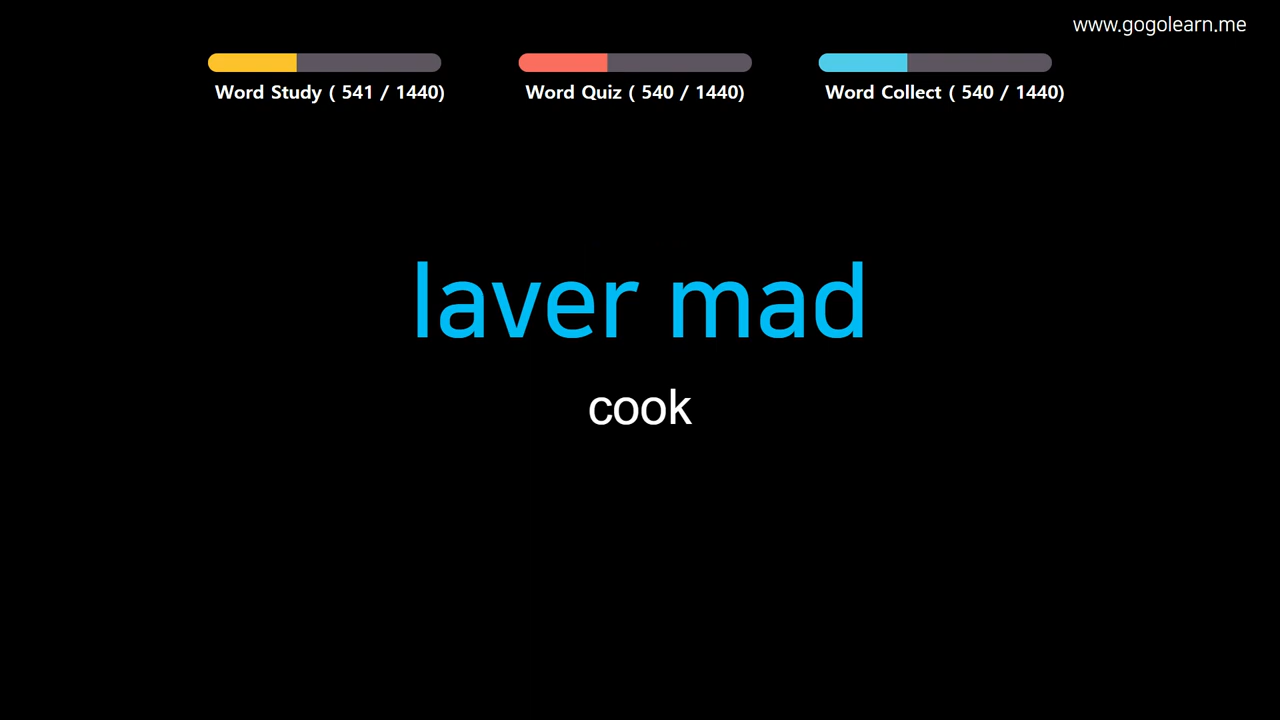 www.gogolearn.me
Word Study ( 541 / 1440)
Word Quiz ( 540 / 1440)
Word Collect ( 540 / 1440)
laver mad
cook